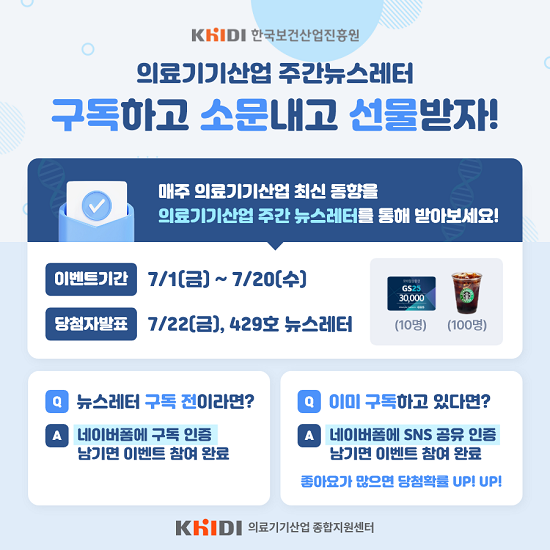 KHIDI 한국보건산업진흥원
의료기기산업 주간뉴스레터
구독하고 소문내고 선물받자!
매주 의료기기산업 최신 동향을
의료기기산업 주간 뉴스레터를 통해 받아보세요!
이벤트기간 7/1(금) ~ 7/20(수)
당첨자발표 7/22(금), 429호 뉴스레터
GS25
30,000
(10명) (100명)
Q 뉴스레터 구독 전이라면?
A 네이버폼에 구독 인증
남기면 이벤트 참여 완료
Q 이미 구독하고 있다면?
A 네이버폼에 SNS 공유 인증
남기면 이벤트 참여 완료
좋아요가 많으면 당첨확률 UP! UP!
KHIDI 의료기기산업 종합지원센터